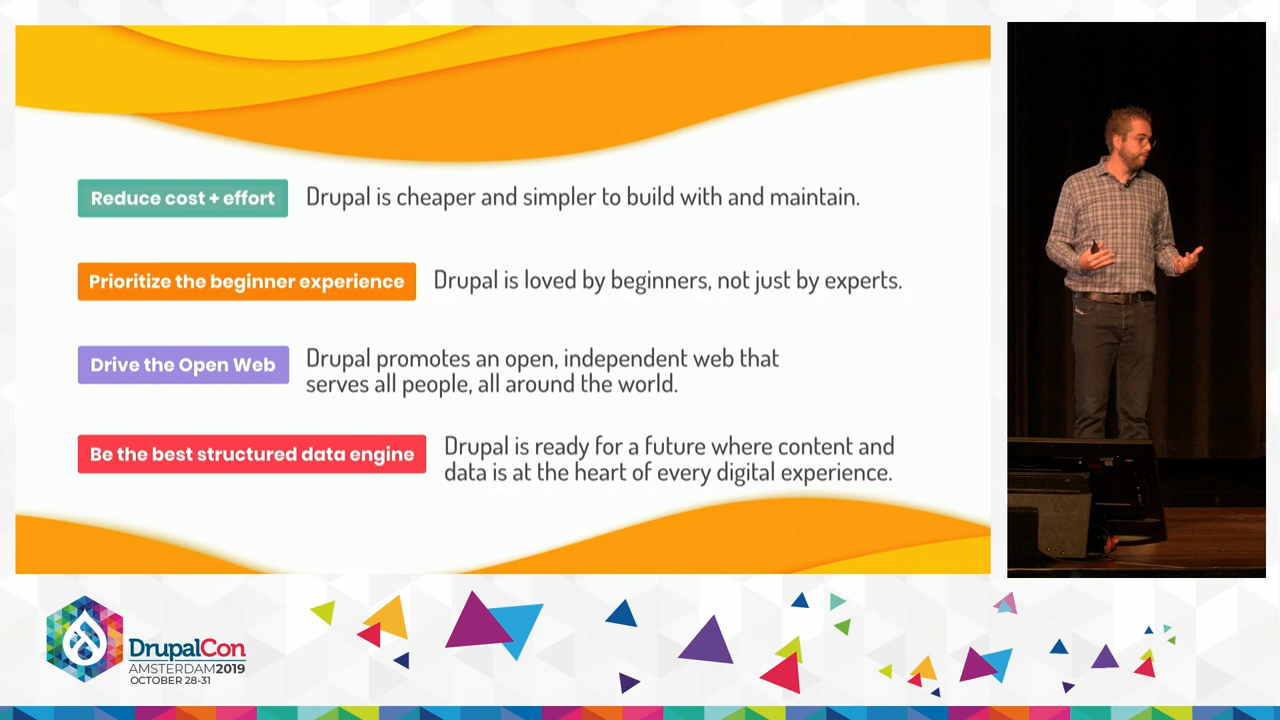 Reduce cost + effort
Drupal is cheaper and simpler to build with and maintain.
Prioritize the beginner experience
Drupal is loved by beginners, not just by experts.
Drive the Open Web
Drupal promotes an open, independent web that
serves all people, all around the world.
Be the best structured data engine
Drupal is ready for a future where content and
data is at the heart of every digital experience.
DrupalCon
AMSTERDAM2019
OCTOBER 28-31